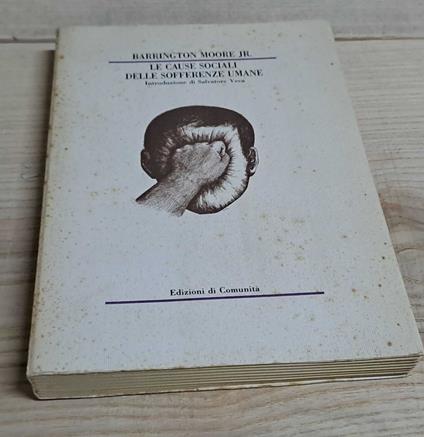 BARRINGTON MOORE JR.
LE CAUSE SOCIALI
DELLE SOFFERENZE UMANE
Introduzione di Salvatore Veca
Edizioni di Comunità